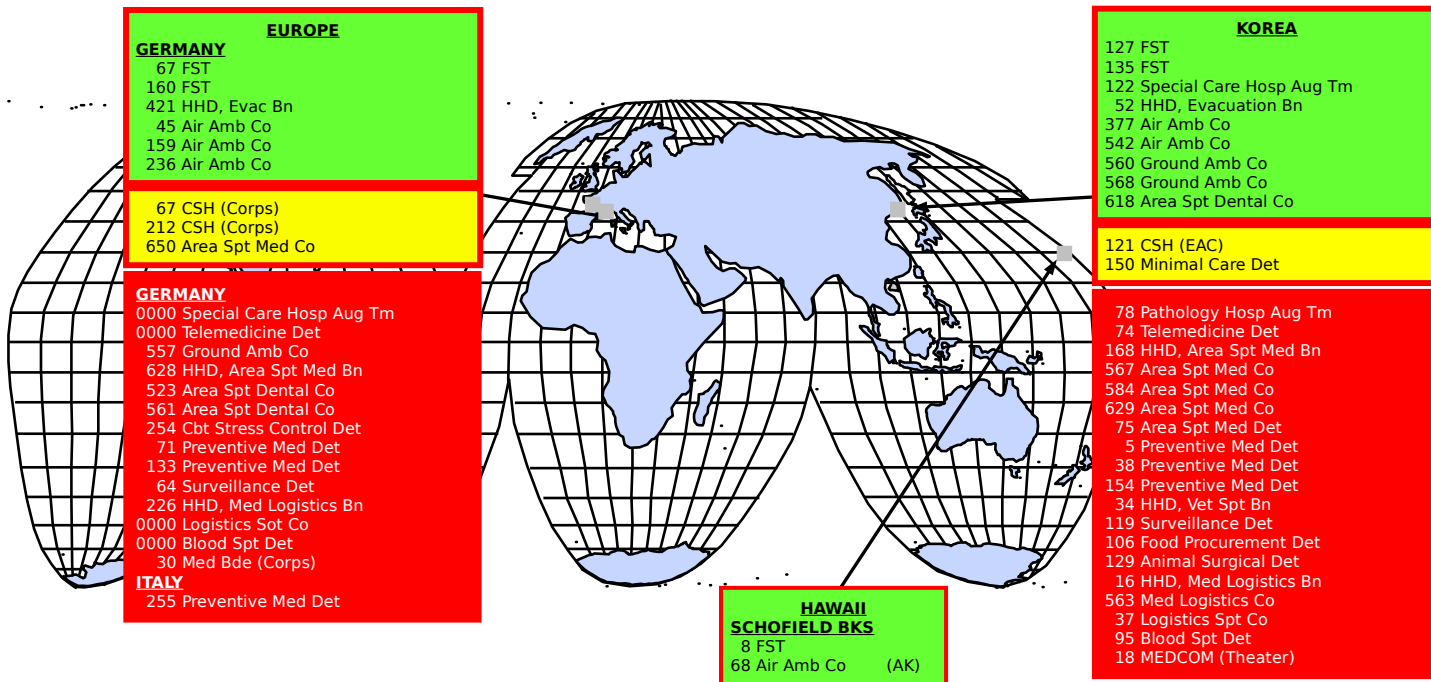 EUROPE
GERMANY
67 FST
160 FST
421 HHD, Evac Bn
45 Air Amb Co
159 Air Amb Co
236 Air Amb Co
67 CSH (Corps)
212 CSH (Corps)
650 Area Spt Med Co
GERMANY
0000 Special Care Hosp Aug Tm
0000 Telemedicine Det
557 Ground Amb Co
628 HHD, Area Spt Med Bn
523 Area Spt Dental Co
561 Area Spt Dental Co
254 Cbt Stress Control Det
71 Preventive Med Det
133 Preventive Med Det
64 Surveillance Det
226 HHD, Med Logistics Bn
0000 Logistics Sot Co
0000 Blood Spt Det
30 Med Bde (Corps)
ITALY
255 Preventive Med Det
HAWAII
SCHOFIELD BKS
8 FST
68 Air Amb Co (AK)
KOREA
127 FST
135 FST
122 Special Care Hosp Aug Tm
52 HHD, Evacuation Bn
377 Air Amb Co
542 Air Amb Co
560 Ground Amb Co
568 Ground Amb Co
618 Area Spt Dental Co
121 CSH (EAC)
150 Minimal Care Det
78 Pathology Hosp Aug Tm
74 Telemedicine Det
168 HHD, Area Spt Med Bn
567 Area Spt Med Co
584 Area Spt Med Co
629 Area Spt Med Co
75 Area Spt Med Det
5 Preventive Med Det
38 Preventive Med Det
154 Preventive Med Det
34 HHD, Vet Spt Bn
119 Surveillance Det
106 Food Procurement Det
129 Animal Surgical Det
16 HHD, Med Logistics Bn
563 Med Logistics Co
37 Logistics Spt Co
95 Blood Spt Det
18 MEDCOM (Theater)